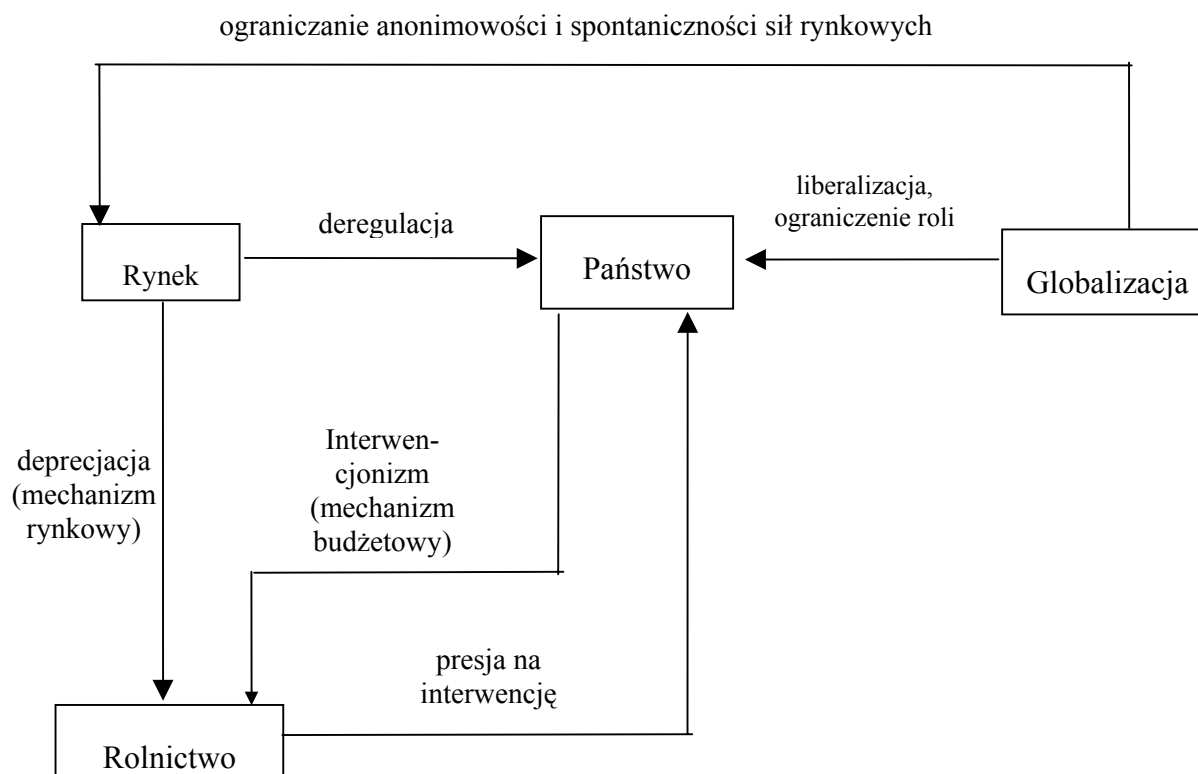 ograniczanie anonimowości i spontaniczności sił rynkowych
liberalizacja,
ograniczenie roli
deregulacja
Rynek
Państwo
Globalizacja
deprecjacja
(mechanizm
rynkowy)
Interwen-
cjonizm
(mechanizm
budżetowy)
presja na
interwencję
Rolnictwo